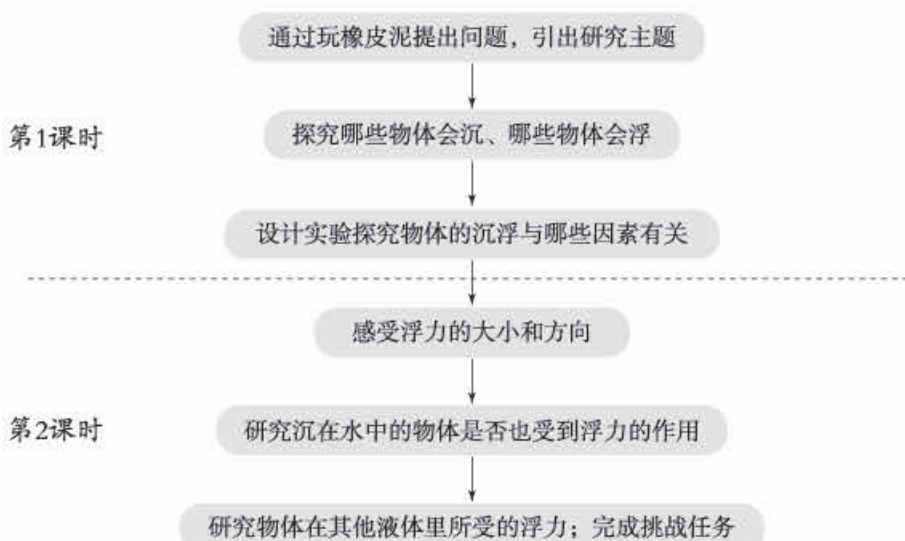 通过玩橡皮泥提出问题，引出研究主题
第1课时
探究哪些物体会沉、哪些物体会浮
设计实验探究物体的沉浮与哪些因素有关
感受浮力的大小和方向
第2课时
研究沉在水中的物体是否也受到浮力的作用
研究物体在其他液体里所受的浮力；完成挑战任务